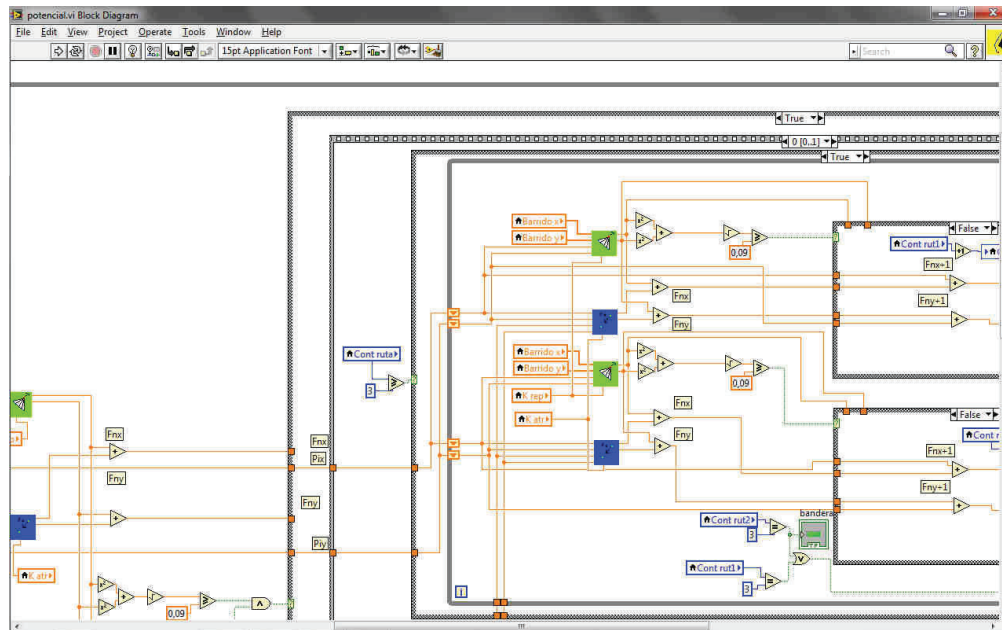 potencial.vi Block Diagram
File Edit View Project Operate Tools Window Help
15pt Application Font
Search
True
0 [0..1]
True
Barrido x
Barrido y
0,09
False
Cont rut1
Fnx+1
Fnx
Fny+1
Fny
Cont ruta
3
Barrido x
Barrido y
0,09
K rep
K atr
False
Fnx
Fny
Fnx+1
Fny+1
Fnx
Fnx
Pix
Fny
Fny
Cont rut2
3
bandera
Piy
Cont rut1
3
K atr
0,09
i